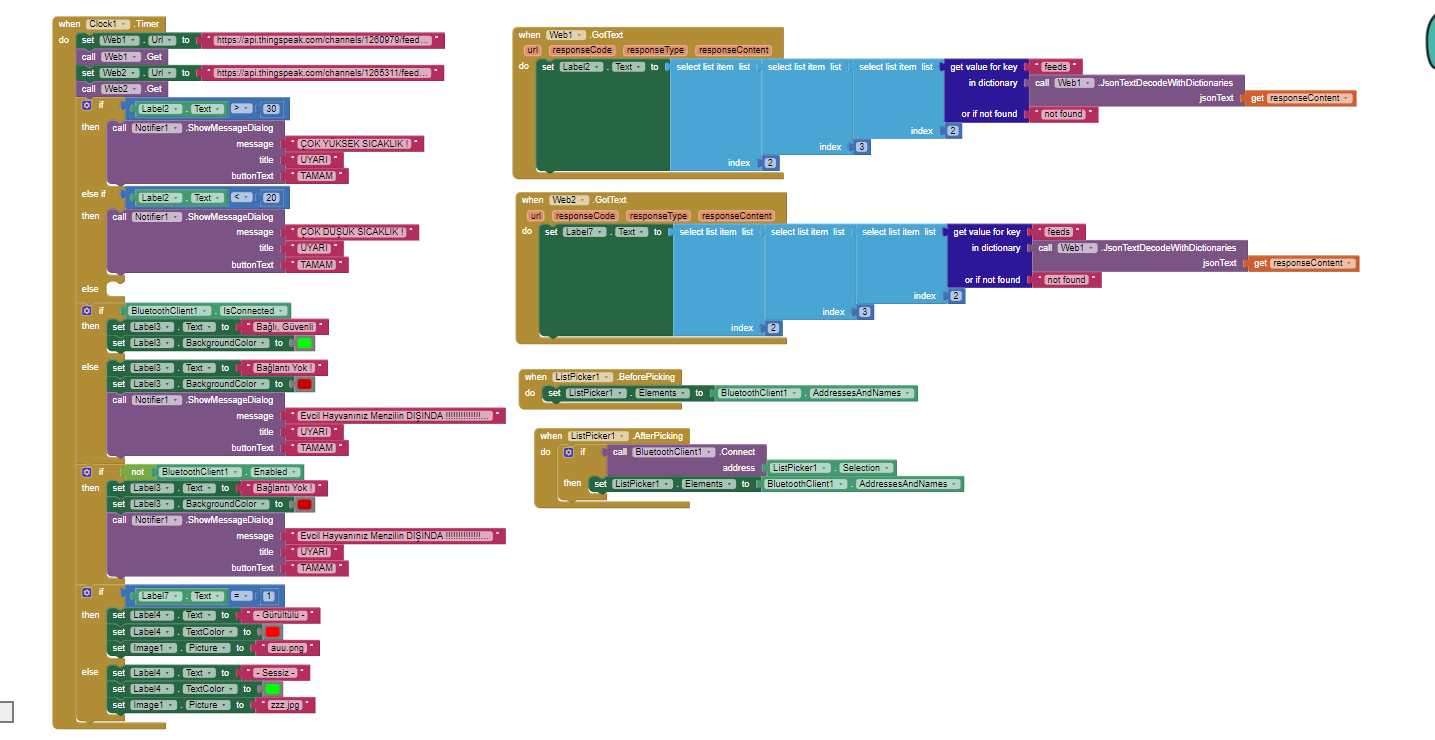 when Clock1 .Timer
do set Web1 . Url to " https://api.thingspeak.com/channels/1260979/feed... "
call Web1 .Get
set Web2 . Url to " https://api.thingspeak.com/channels/1265311/feed... "
call Web2 .Get
if Label2 . Text > 30
then call Notifier1 .ShowMessageDialog
message " ÇOK YÜKSEK SICAKLIK ! "
title " UYARI "
buttonText " TAMAM "
else if Label2 . Text < 20
then call Notifier1 .ShowMessageDialog
message " ÇOK DÜŞÜK SICAKLIK ! "
title " UYARI "
buttonText " TAMAM "
else
if BluetoothClient1 . IsConnected
then set Label3 . Text to " Bağlı, Güvenli "
set Label3 . BackgroundColor to
else set Label3 . Text to " Bağlantı Yok ! "
set Label3 . BackgroundColor to
call Notifier1 .ShowMessageDialog
message " Evcil Hayvanınız Menzilin DIŞINDA !!!!!!!!!!!!!!!... "
title " UYARI "
buttonText " TAMAM "
if not BluetoothClient1 . Enabled
then set Label3 . Text to " Bağlantı Yok ! "
set Label3 . BackgroundColor to
call Notifier1 .ShowMessageDialog
message " Evcil Hayvanınız Menzilin DIŞINDA !!!!!!!!!!!!!!!... "
title " UYARI "
buttonText " TAMAM "
if Label7 . Text = 1
then set Label4 . Text to " - Gürültülü - "
set Label4 . TextColor to
set Image1 . Picture to " auu.png "
else set Label4 . Text to " - Sessiz - "
set Label4 . TextColor to
set Image1 . Picture to " zzz.jpg "
when Web1 .GotText
url responseCode responseType responseContent
do set Label2 . Text to select list item list select list item list select list item list get value for key " feeds "
in dictionary call Web1 .JsonTextDecodeWithDictionaries
jsonText get responseContent
or if not found " not found "
index 2
index 3
index 2
when Web2 .GotText
url responseCode responseType responseContent
do set Label7 . Text to select list item list select list item list select list item list get value for key " feeds "
in dictionary call Web1 .JsonTextDecodeWithDictionaries
jsonText get responseContent
or if not found " not found "
index 2
index 3
index 2
when ListPicker1 .BeforePicking
do set ListPicker1 . Elements to BluetoothClient1 . AddressesAndNames
when ListPicker1 .AfterPicking
do if call BluetoothClient1 .Connect
address ListPicker1 . Selection
then set ListPicker1 . Elements to BluetoothClient1 . AddressesAndNames